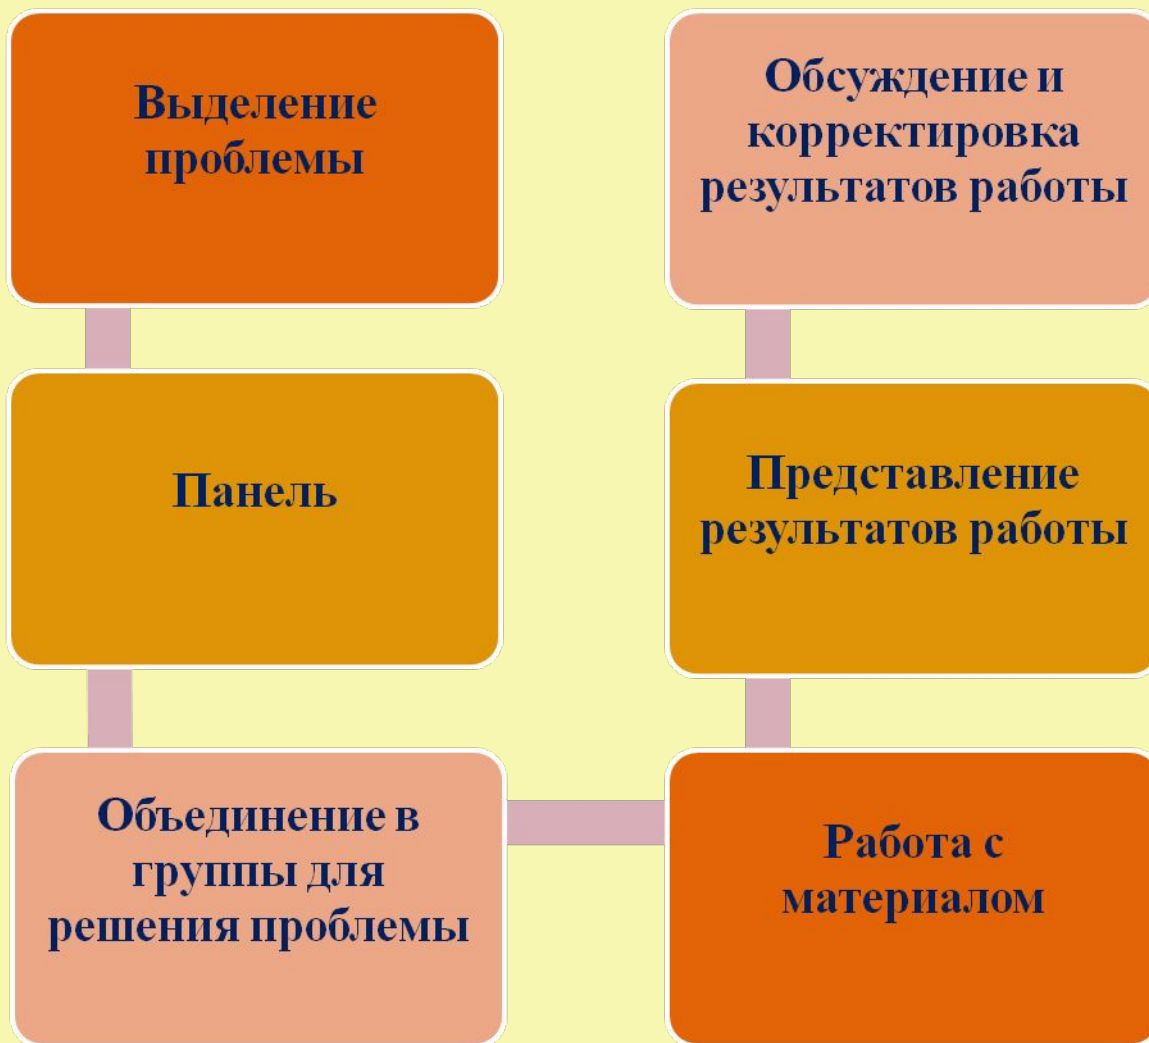 Выделение
проблемы
Панель
Объединение в
группы для
решения проблемы
Работа с
материалом
Представление
результатов работы
Обсуждение и
корректировка
результатов работы